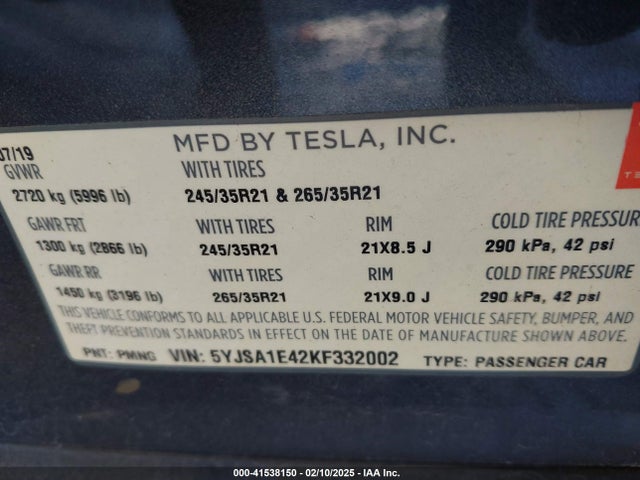 07/19 MFD BY TESLA, INC.
GVWR WITH TIRES
2720 kg (5996 lb) 245/35R21 & 265/35R21
GAWR FRT WITH TIRES RIM COLD TIRE PRESSUR
1300 kg (2866 lb) 245/35R21 21X8.5 J 290 kPa, 42 psi
GAWR RR WITH TIRES RIM COLD TIRE PRESSURE
1450 kg (3196 lb) 265/35R21 21X9.0 J 290 kPa, 42 psi
THIS VEHICLE CONFORMS TO ALL APPLICABLE U.S. FEDERAL MOTOR VEHICLE SAFETY, BUMPER, AND
THEFT PREVENTION STANDARDS IN EFFECT ON THE DATE OF MANUFACTURE SHOWN ABOVE.
PNT: PMNG VIN: 5YJSA1E42KF332002 TYPE: PASSENGER CAR
000-41538150 - 02/10/2025 - IAA Inc.